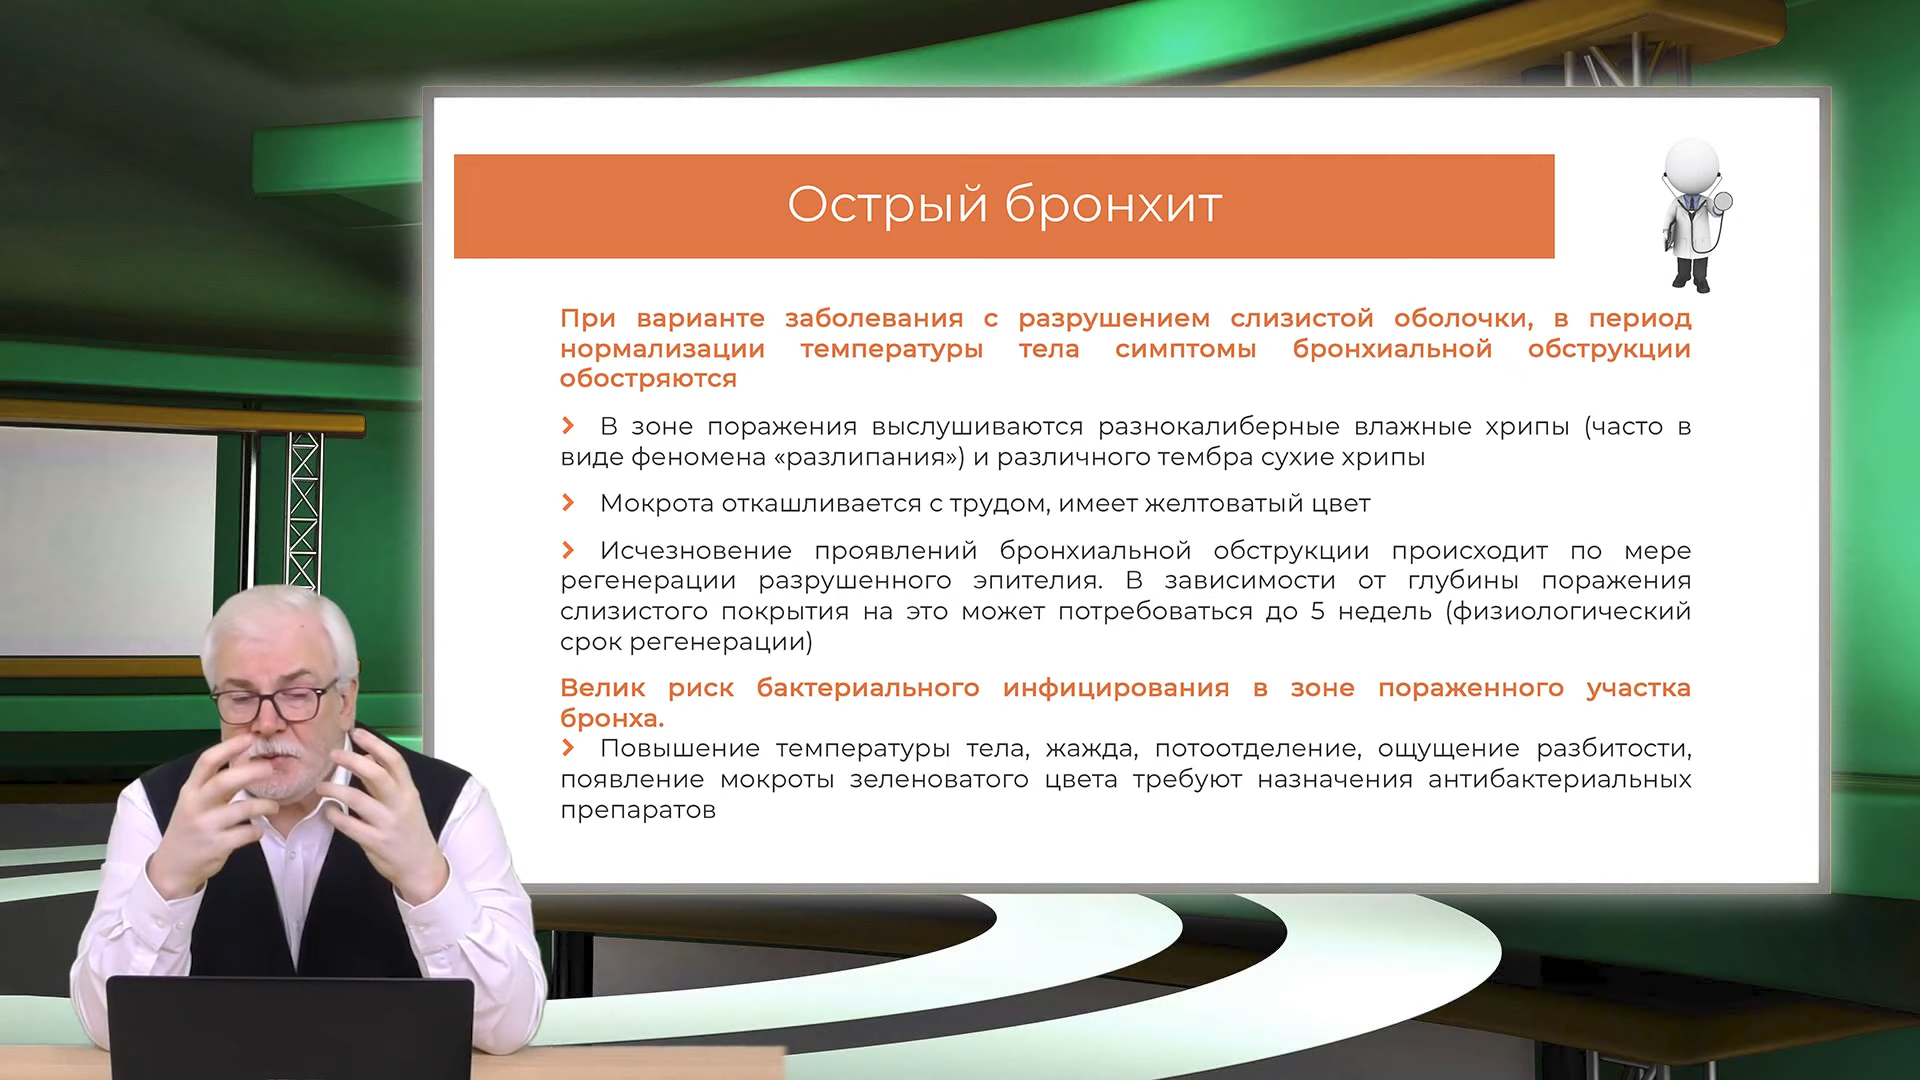 Острый бронхит
При варианте заболевания с разрушением слизистой оболочки, в период
нормализации температуры тела симптомы бронхиальной обструкции
обостряются
В зоне поражения выслушиваются разнокалиберные влажные хрипы (часто в
виде феномена «разлипания») и различного тембра сухие хрипы
Мокрота откашливается с трудом, имеет желтоватый цвет
Исчезновение проявлений бронхиальной обструкции происходит по мере
регенерации разрушенного эпителия. В зависимости от глубины поражения
слизистого покрытия на это может потребоваться до 5 недель (физиологический
срок регенерации)
Велик риск бактериального инфицирования в зоне пораженного участка
бронха.
Повышение температуры тела, жажда, потоотделение, ощущение разбитости,
появление мокроты зеленоватого цвета требуют назначения антибактериальных
препаратов